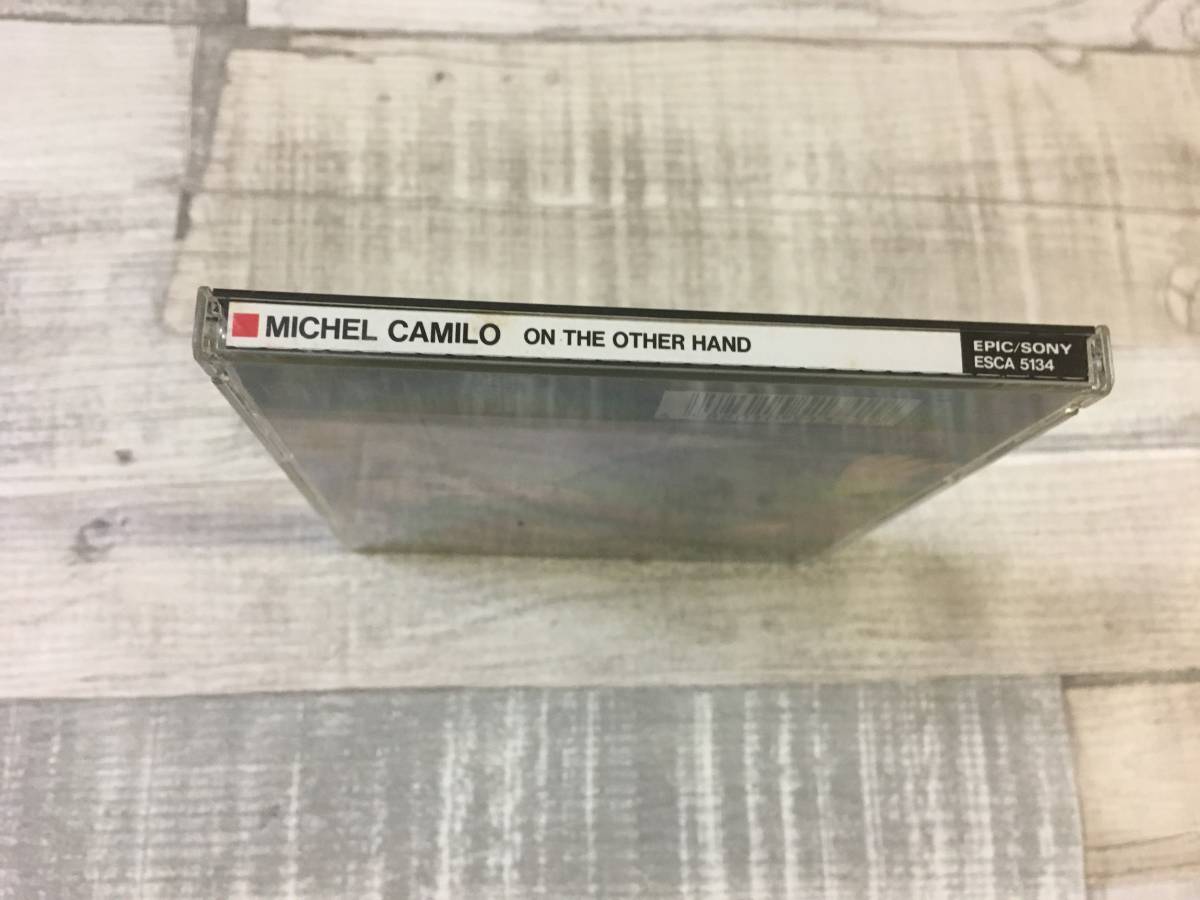 MICHEL CAMILO ON THE OTHER HAND
EPIC/SONY
ESCA 5134